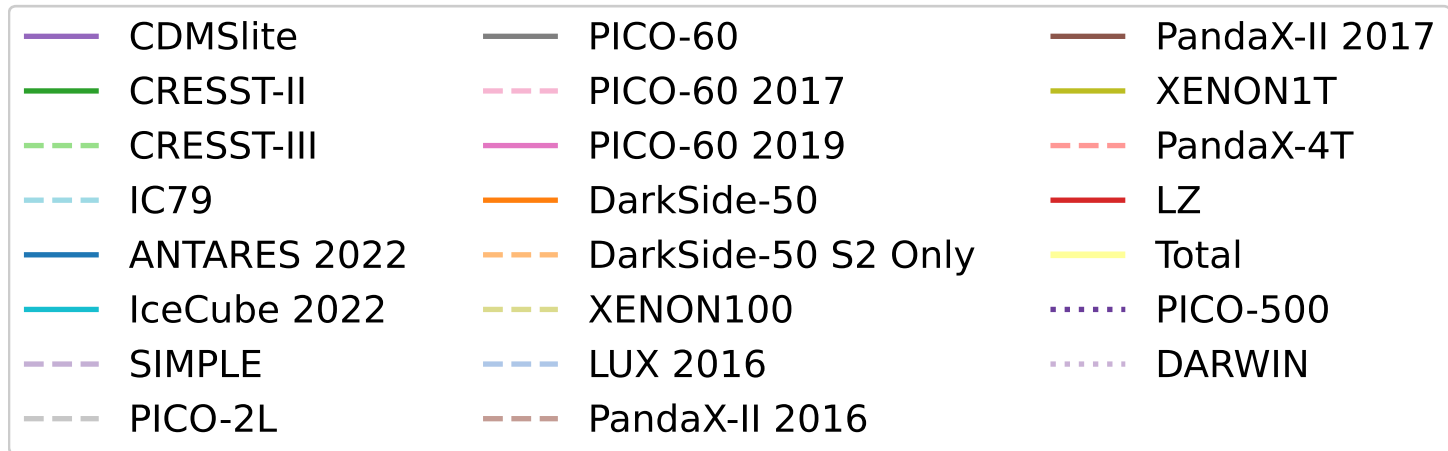 CDMSlite
CRESST-II
CRESST-III
IC79
ANTARES 2022
IceCube 2022
SIMPLE
PICO-2L
PICO-60
PICO-60 2017
PICO-60 2019
DarkSide-50
DarkSide-50 S2 Only
XENON100
LUX 2016
PandaX-II 2016
PandaX-II 2017
XENON1T
PandaX-4T
LZ
Total
PICO-500
DARWIN